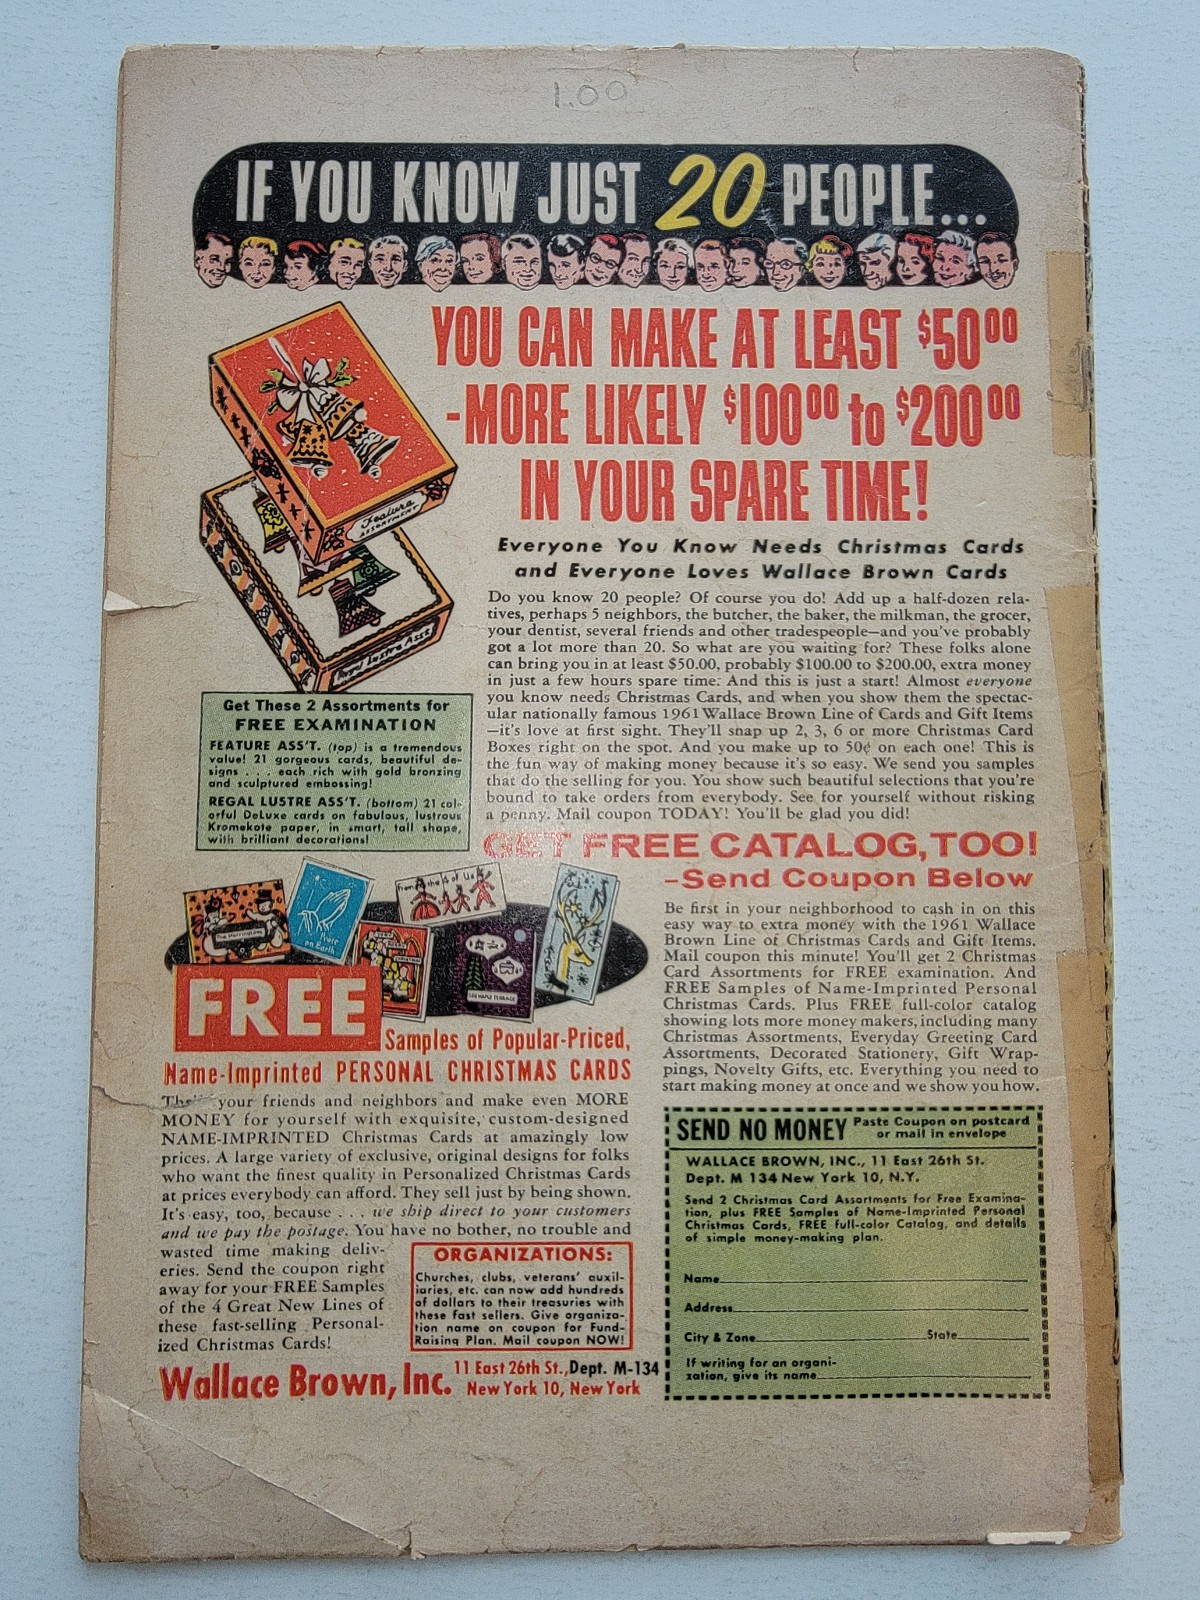 1.00
IF YOU KNOW JUST 20 PEOPLE...
YOU CAN MAKE AT LEAST $50⁰⁰
-MORE LIKELY $100⁰⁰ to $200⁰⁰
IN YOUR SPARE TIME!
Feature
ASSORTMENT
Regal Lustre Ass't
Everyone You Know Needs Christmas Cards
and Everyone Loves Wallace Brown Cards
Do you know 20 people? Of course you do! Add up a half-dozen rela-
tives, perhaps 5 neighbors, the butcher, the baker, the milkman, the grocer,
your dentist, several friends and other tradespeople—and you've probably
got a lot more than 20. So what are you waiting for? These folks alone
can bring you in at least $50.00, probably $100.00 to $200.00, extra money
in just a few hours spare time. And this is just a start! Almost everyone
you know needs Christmas Cards, and when you show them the spectac-
ular nationally famous 1961 Wallace Brown Line of Cards and Gift Items
—it's love at first sight. They'll snap up 2, 3, 6 or more Christmas Card
Boxes right on the spot. And you make up to 50¢ on each one! This is
the fun way of making money because it's so easy. We send you samples
that do the selling for you. You show such beautiful selections that you're
bound to take orders from everybody. See for yourself without risking
a penny. Mail coupon TODAY! You'll be glad you did!
Get These 2 Assortments for
FREE EXAMINATION
FEATURE ASS'T. (top) is a tremendous
value! 21 gorgeous cards, beautiful de-
signs . . . each rich with gold bronzing
and sculptured embossing!
REGAL LUSTRE ASS'T. (bottom) 21 col-
orful DeLuxe cards on fabulous, lustrous
Kromekote paper, in smart, tall shape,
with brilliant decorations!
GET FREE CATALOG, TOO!
-Send Coupon Below
Be first in your neighborhood to cash in on this
easy way to extra money with the 1961 Wallace
Brown Line of Christmas Cards and Gift Items.
Mail coupon this minute! You'll get 2 Christmas
Card Assortments for FREE examination. And
FREE Samples of Name-Imprinted Personal
Christmas Cards. Plus FREE full-color catalog
showing lots more money makers, including many
Christmas Assortments, Everyday Greeting Card
Assortments, Decorated Stationery, Gift Wrap-
pings, Novelty Gifts, etc. Everything you need to
start making money at once and we show you how.
Peace
on Earth
From the 4 of Us
103 MAPLE TERRACE
FREE
Samples of Popular-Priced,
Name-Imprinted PERSONAL CHRISTMAS CARDS
your friends and neighbors and make even MORE
MONEY for yourself with exquisite, custom-designed
NAME-IMPRINTED Christmas Cards at amazingly low
prices. A large variety of exclusive, original designs for folks
who want the finest quality in Personalized Christmas Cards
at prices everybody can afford. They sell just by being shown.
It's easy, too, because . . . we ship direct to your customers
and we pay the postage. You have no bother, no trouble and
wasted time making deliv-
eries. Send the coupon right
away for your FREE Samples
of the 4 Great New Lines of
these fast-selling Personal-
ized Christmas Cards!
ORGANIZATIONS:
Churches, clubs, veterans' auxil-
iaries, etc. can now add hundreds
of dollars to their treasuries with
these fast sellers. Give organiza-
tion name on coupon for Fund-
Raising Plan. Mail coupon NOW!
Wallace Brown, Inc. 11 East 26th St., Dept. M-134
New York 10, New York
SEND NO MONEY Paste Coupon on postcard
or mail in envelope
WALLACE BROWN, INC., 11 East 26th St.
Dept. M 134 New York 10, N.Y.
Send 2 Christmas Card Assortments for Free Examina-
tion, plus FREE Samples of Name-Imprinted Personal
Christmas Cards, FREE full-color Catalog, and details
of simple money-making plan.
Name
Address
City & Zone State
If writing for an organi-
zation, give its name